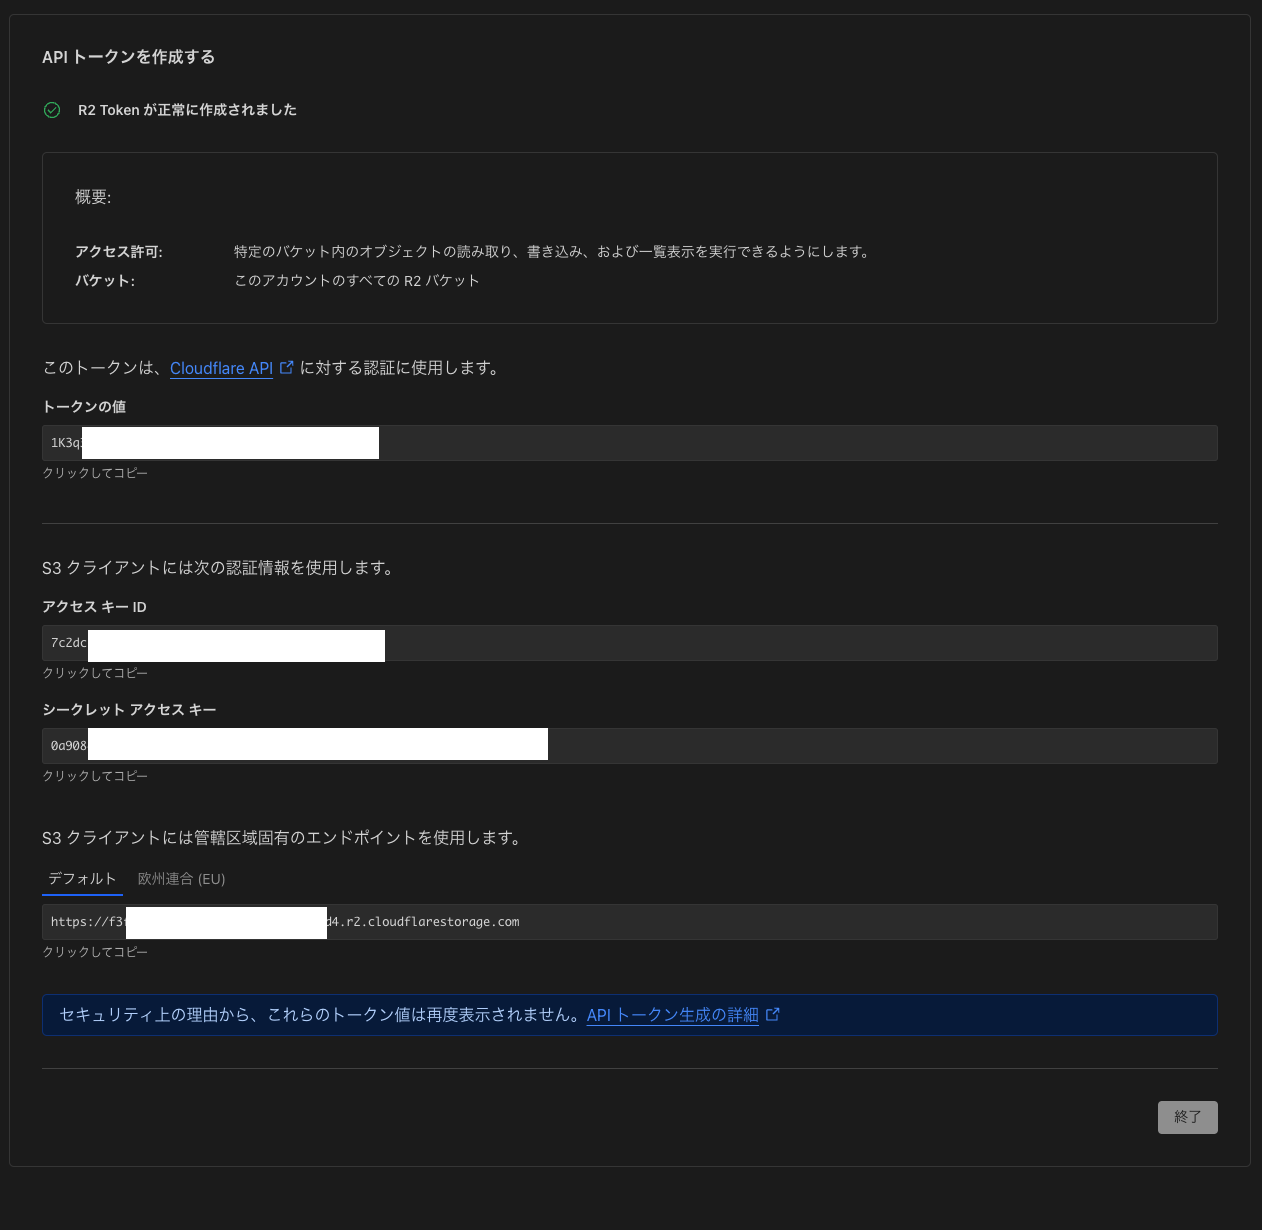 API トークンを作成する
R2 Token が正常に作成されました
概要:
アクセス許可: 特定のバケット内のオブジェクトの読み取り、書き込み、および一覧表示を実行できるようにします。
バケット: このアカウントのすべての R2 バケット
このトークンは、Cloudflare API に対する認証に使用します。
トークンの値
1K3q
クリックしてコピー
S3 クライアントには次の認証情報を使用します。
アクセス キー ID
7c2dc
クリックしてコピー
シークレット アクセス キー
0a908
クリックしてコピー
S3 クライアントには管轄区域固有のエンドポイントを使用します。
デフォルト 欧州連合 (EU)
https://f3 d4.r2.cloudflarestorage.com
クリックしてコピー
セキュリティ上の理由から、これらのトークン値は再度表示されません。API トークン生成の詳細
終了